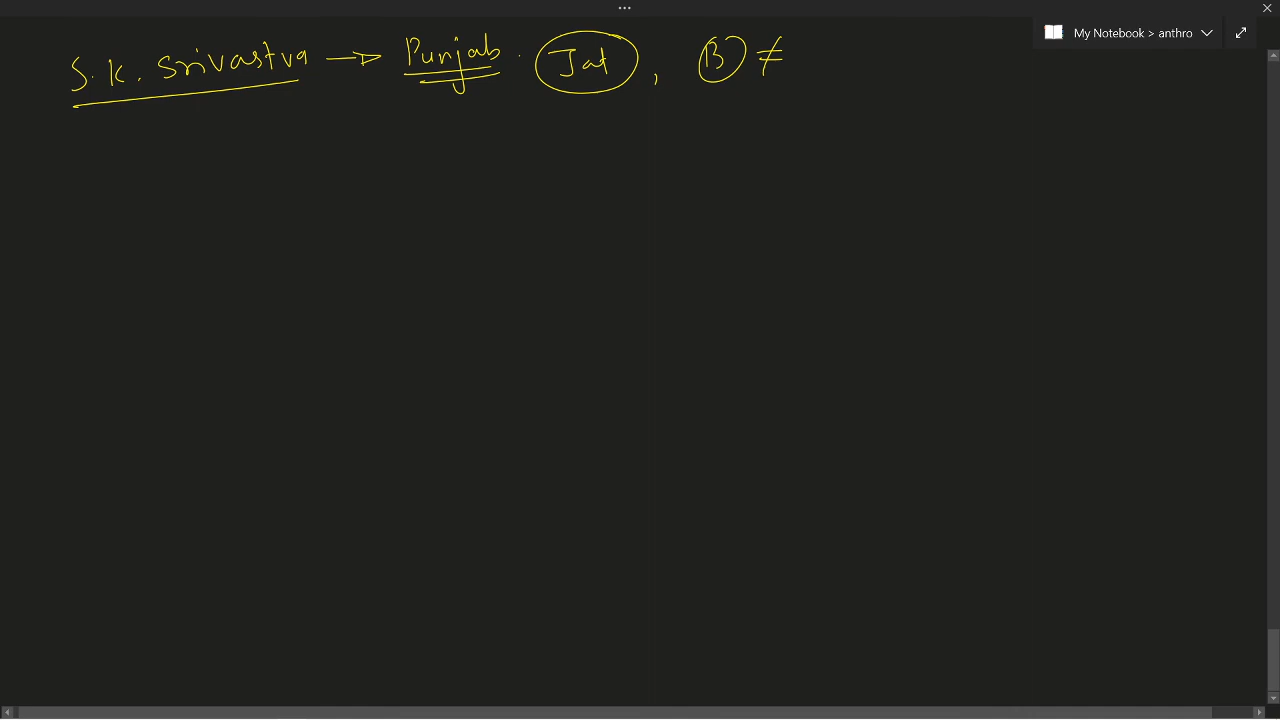 My Notebook > anthro
S. K. Srivastva → Punjab. Jat, B ≠